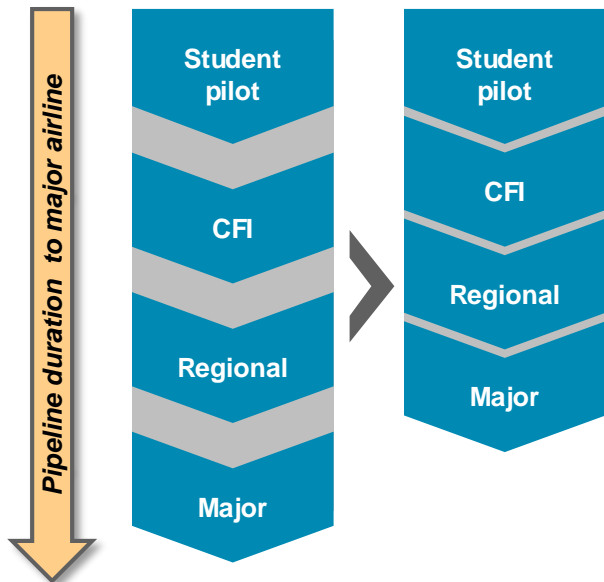 Pipeline duration to major airline
Student
pilot
CFI
Regional
Major
Student
pilot
CFI
Regional
Major